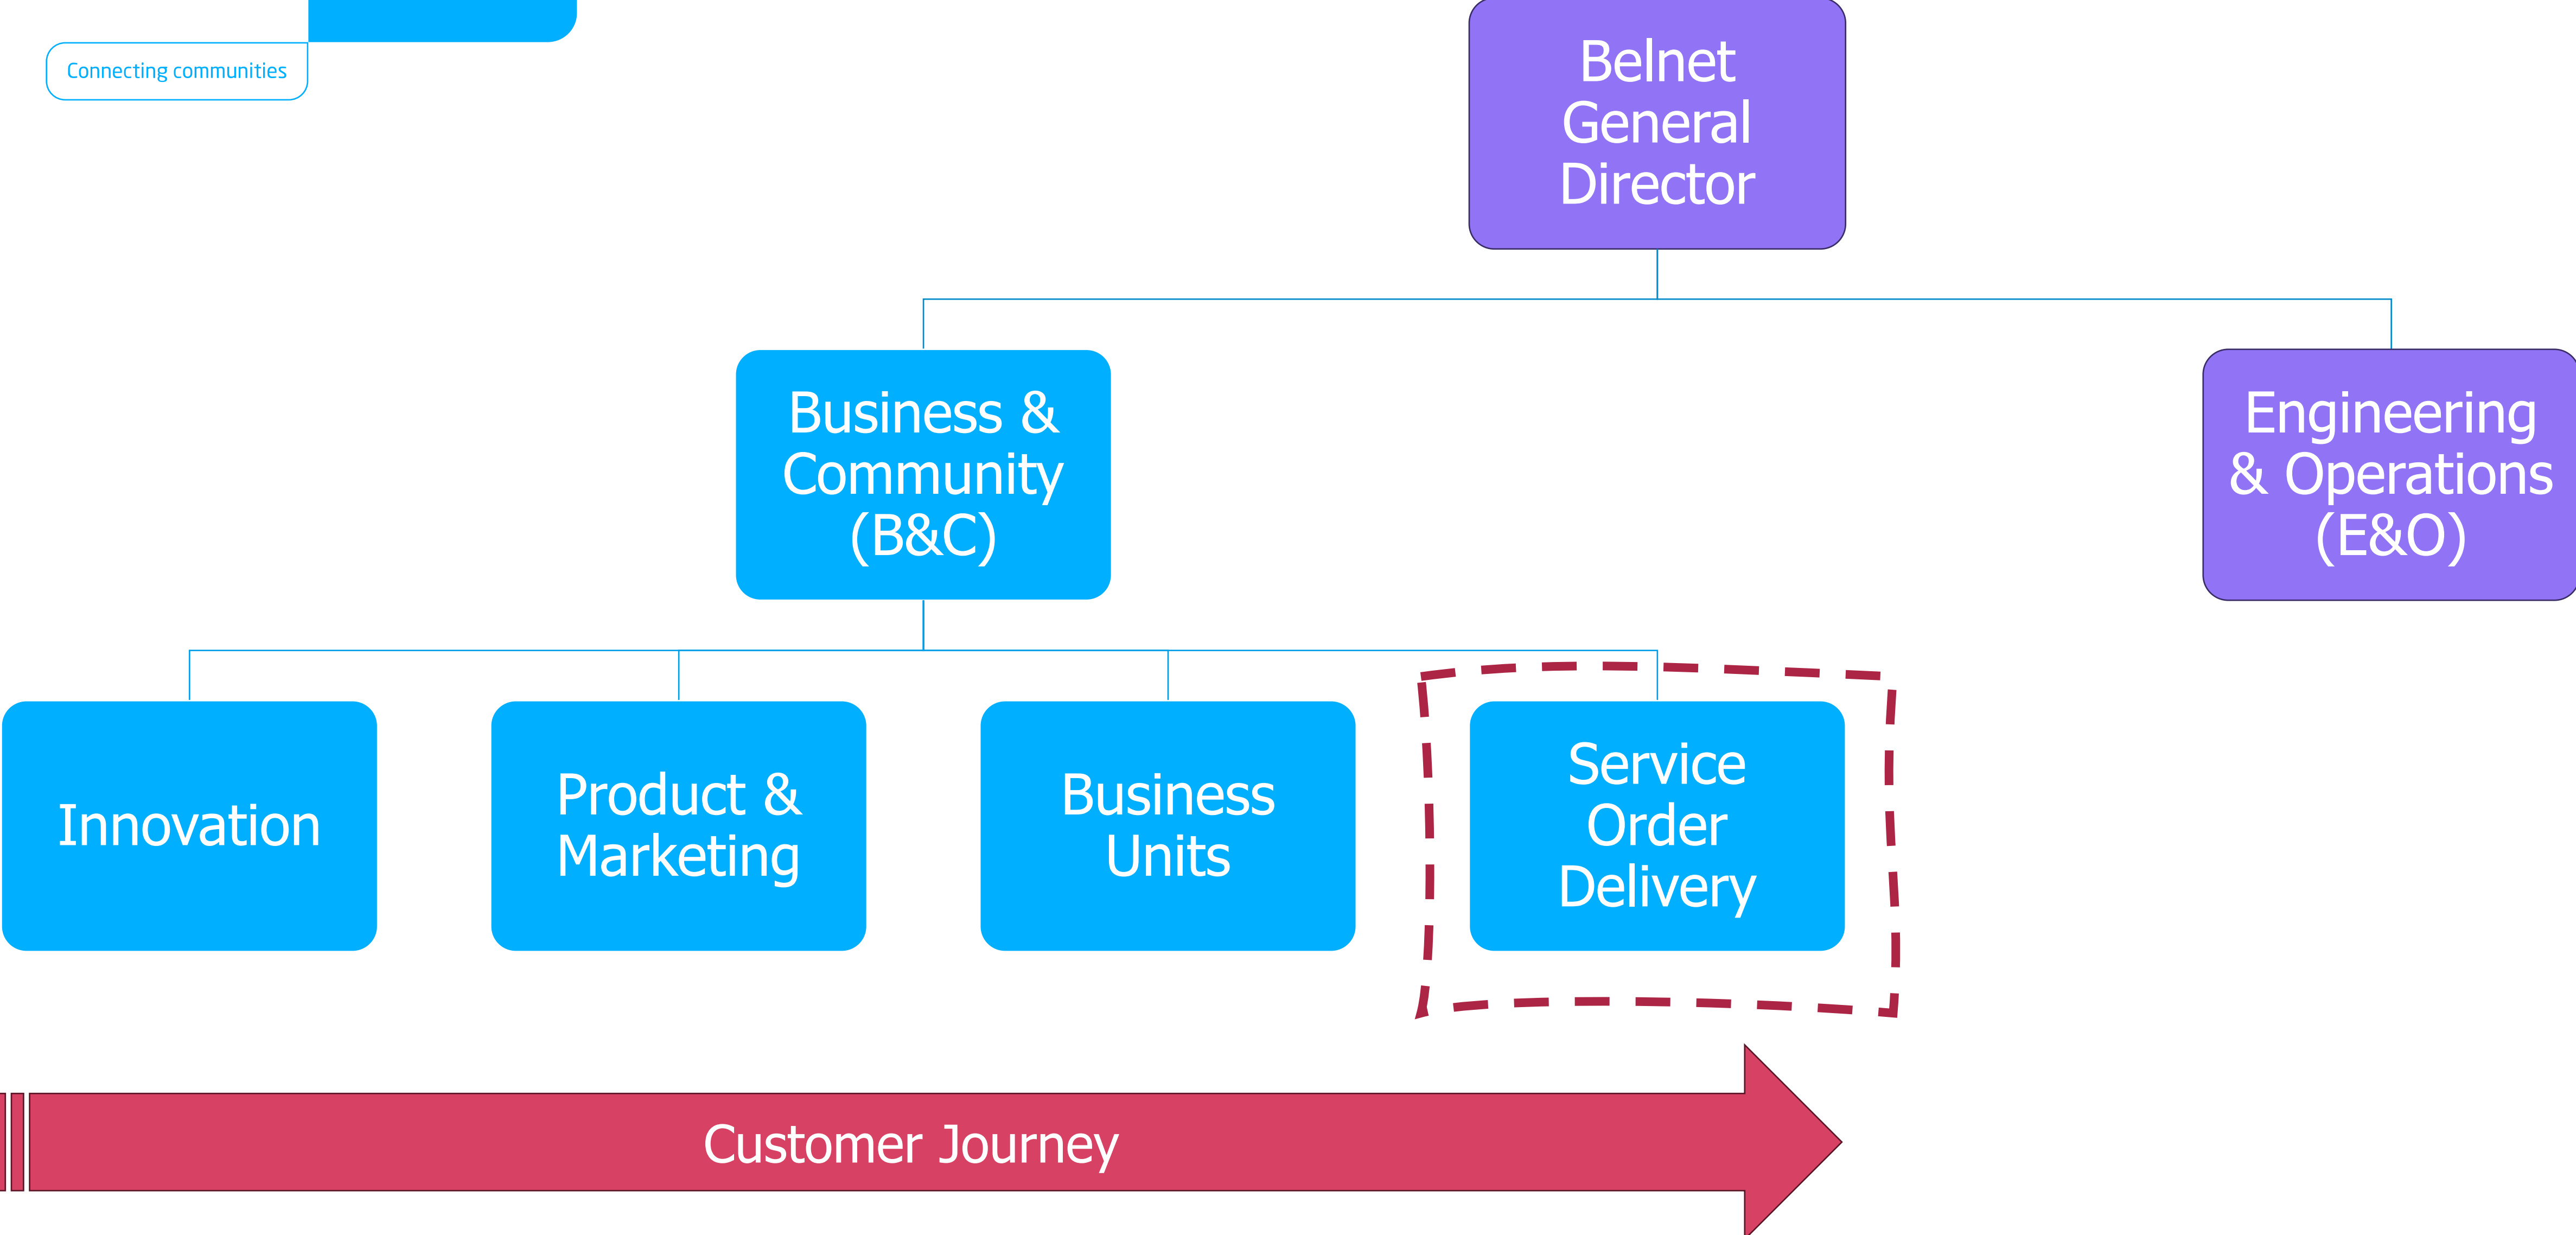 Connecting communities
Belnet
General
Director
Business &
Community
(B&C)
Engineering
& Operations
(E&O)
Innovation
Product &
Marketing
Business
Units
Service
Order
Delivery
Customer Journey